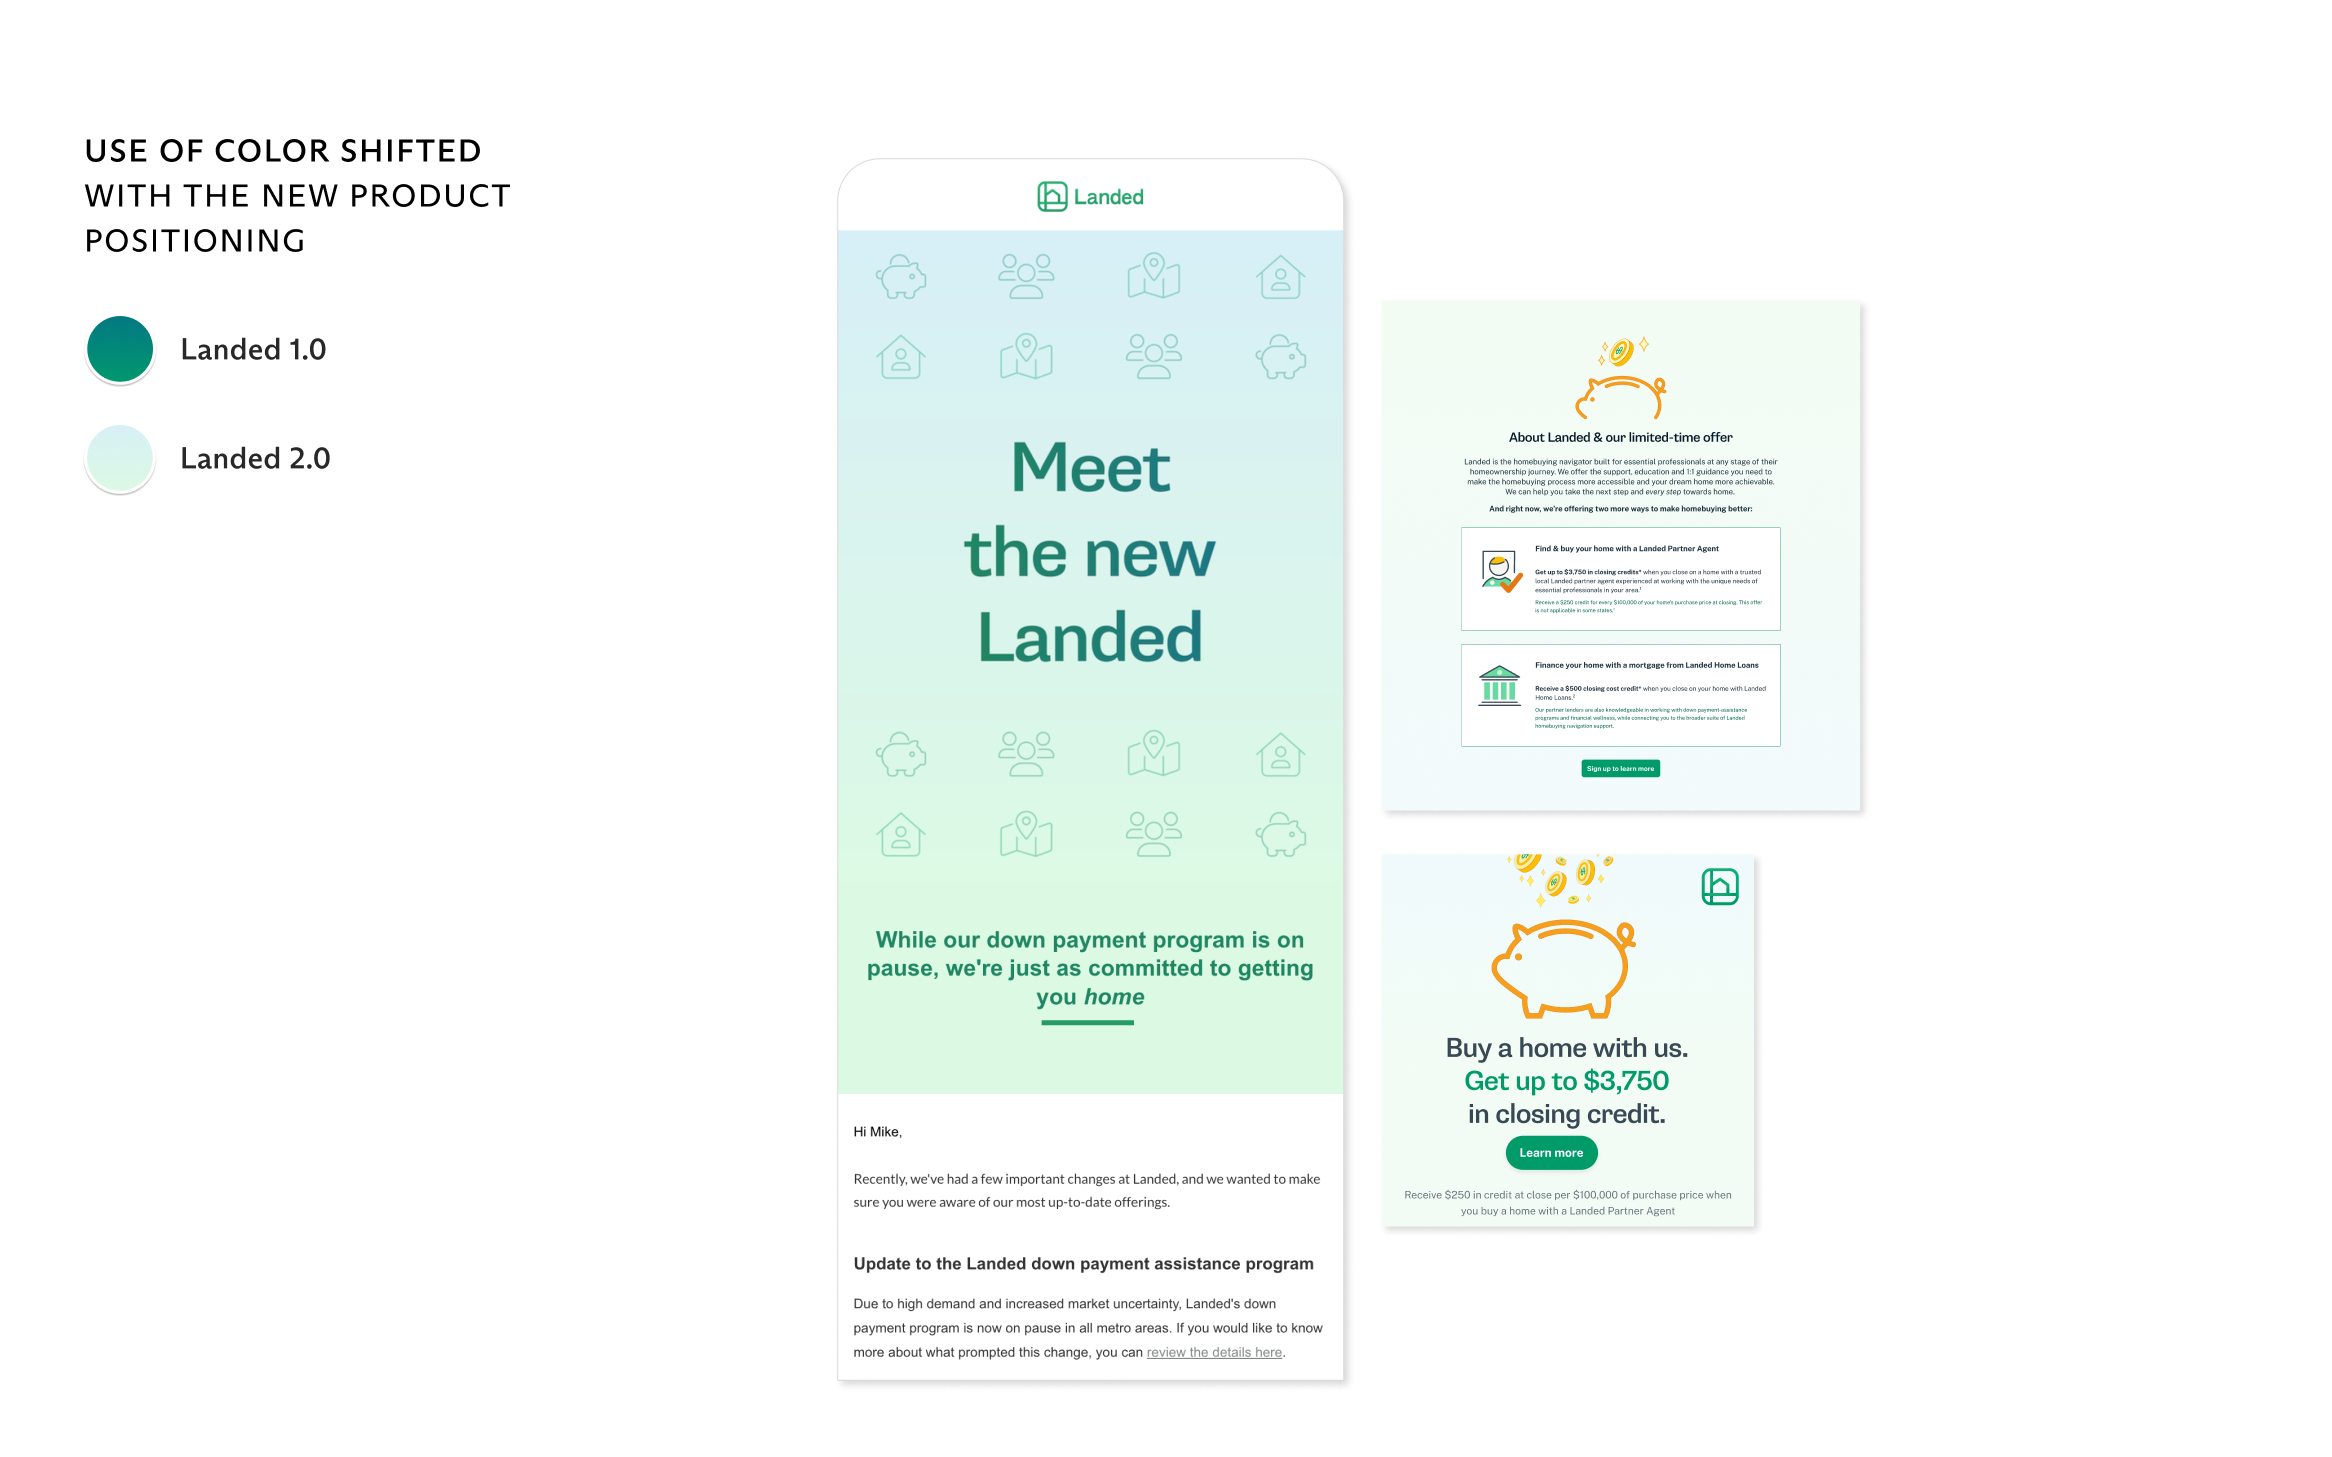 USE OF COLOR SHIFTED
WITH THE NEW PRODUCT
POSITIONING
Landed 1.0
Landed 2.0
Landed
Meet
the new
Landed
While our down payment program is on
pause, we're just as committed to getting
you home
Hi Mike,
Recently, we've had a few important changes at Landed, and we wanted to make
sure you were aware of our most up-to-date offerings.
Update to the Landed down payment assistance program
Due to high demand and increased market uncertainty, Landed's down
payment program is now on pause in all metro areas. If you would like to know
more about what prompted this change, you can review the details here.
About Landed & our limited-time offer
Landed is the homebuying navigator built for essential professionals at any stage of their
homeownership journey. We offer the support, education and 1:1 guidance you need to
make the homebuying process more accessible and your dream home more achievable.
We can help you take the next step and every step towards home.
And right now, we're offering two more ways to make homebuying better:
Find & buy your home with a Landed Partner Agent
Get up to $3,750 in closing credits* when you close on a home with a trusted
local Landed partner agent experienced at working with the unique needs of
essential professionals in your area.¹
Receive a $250 credit for every $100,000 of your home's purchase price at closing. This offer
is not applicable in some states.¹
Finance your home with a mortgage from Landed Home Loans
Receive a $500 closing cost credit* when you close on your home with Landed
Home Loans.²
Our partner lenders are also knowledgeable in working with down payment-assistance
programs and financial wellness, while connecting you to the broader suite of Landed
homebuying navigation support.
Sign up to learn more
Buy a home with us.
Get up to $3,750
in closing credit.
Learn more
Receive $250 in credit at close per $100,000 of purchase price when
you buy a home with a Landed Partner Agent